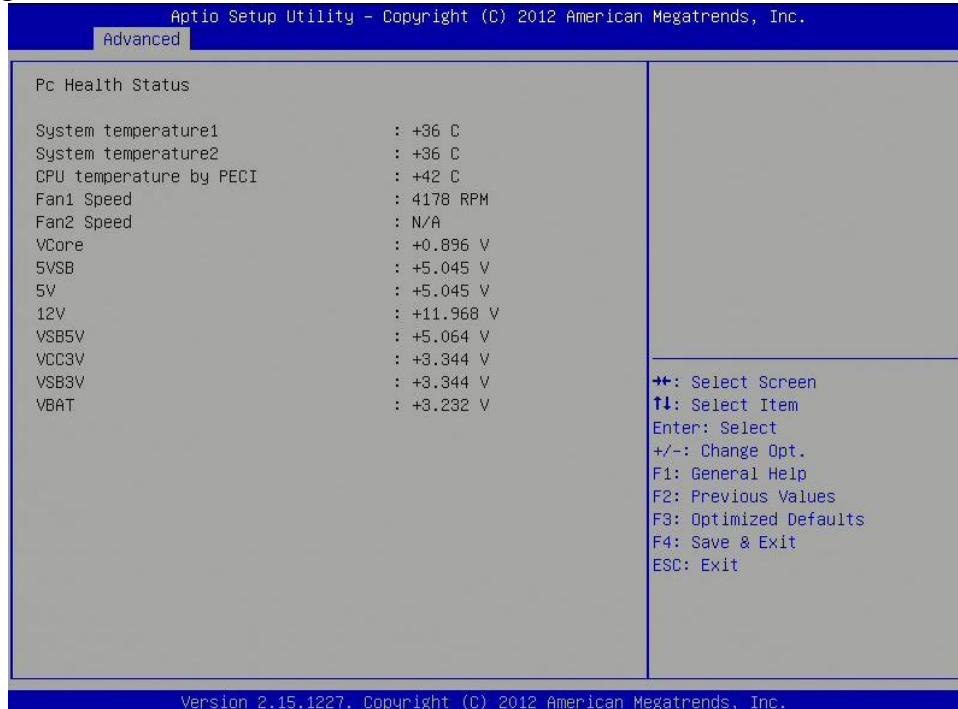 Aptio Setup Utility – Copyright (C) 2012 American Megatrends, Inc.
Advanced
Pc Health Status
System temperature1 : +36 C
System temperature2 : +36 C
CPU temperature by PECI : +42 C
Fan1 Speed : 4178 RPM
Fan2 Speed : N/A
VCore : +0.896 V
5VSB : +5.045 V
5V : +5.045 V
12V : +11.968 V
VSB5V : +5.064 V
VCC3V : +3.344 V
VSB3V : +3.344 V
VBAT : +3.232 V
→←: Select Screen
↑↓: Select Item
Enter: Select
+/-: Change Opt.
F1: General Help
F2: Previous Values
F3: Optimized Defaults
F4: Save & Exit
ESC: Exit
Version 2.15.1227. Copyright (C) 2012 American Megatrends, Inc.